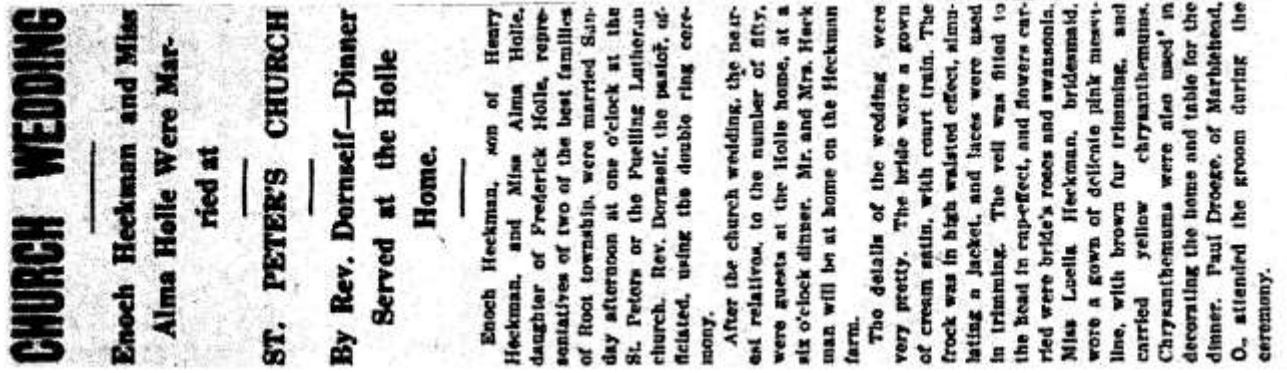 CHURCH WEDDING
Enoch Heckman and Miss
Alma Holle Were Mar-
ried at
ST. PETER'S CHURCH
By Rev. Dornseif—Dinner
Served at the Holle
Home.
Enoch Heckman, son of Henry
Heckman, and Miss Alma Holle,
daughter of Frederick Holle, repre-
sentatives of two of the best families
of Root township, were married Sun-
day afternoon at one o'clock at the
St. Peters or the Fuelling Lutheran
church. Rev. Dornseif, the pastor, of-
ficiated, using the double ring cere-
mony.
After the church wedding, the near-
est relatives, to the number of fifty,
were guests at the Holle home, at a
six o'clock dinner. Mr. and Mrs. Heck
man will be at home on the Heckman
farm.
The details of the wedding were
very pretty. The bride wore a gown
of cream satin, with court train. The
frock was in high waisted effect, simu-
lating a jacket, and laces were used
in trimming. The veil was fitted to
the head in cap-effect, and flowers car-
ried were bride's roses and swansonia.
Miss Luella Heckman, bridesmaid,
wore a gown of delicate pink messa-
line, with brown fur trimming, and
carried yellow chryanthemums.
Chryanthemums were also used in
decorating the home and table for the
dinner. Paul Droege, of Marblehead,
O., attended the groom during the
ceremony.